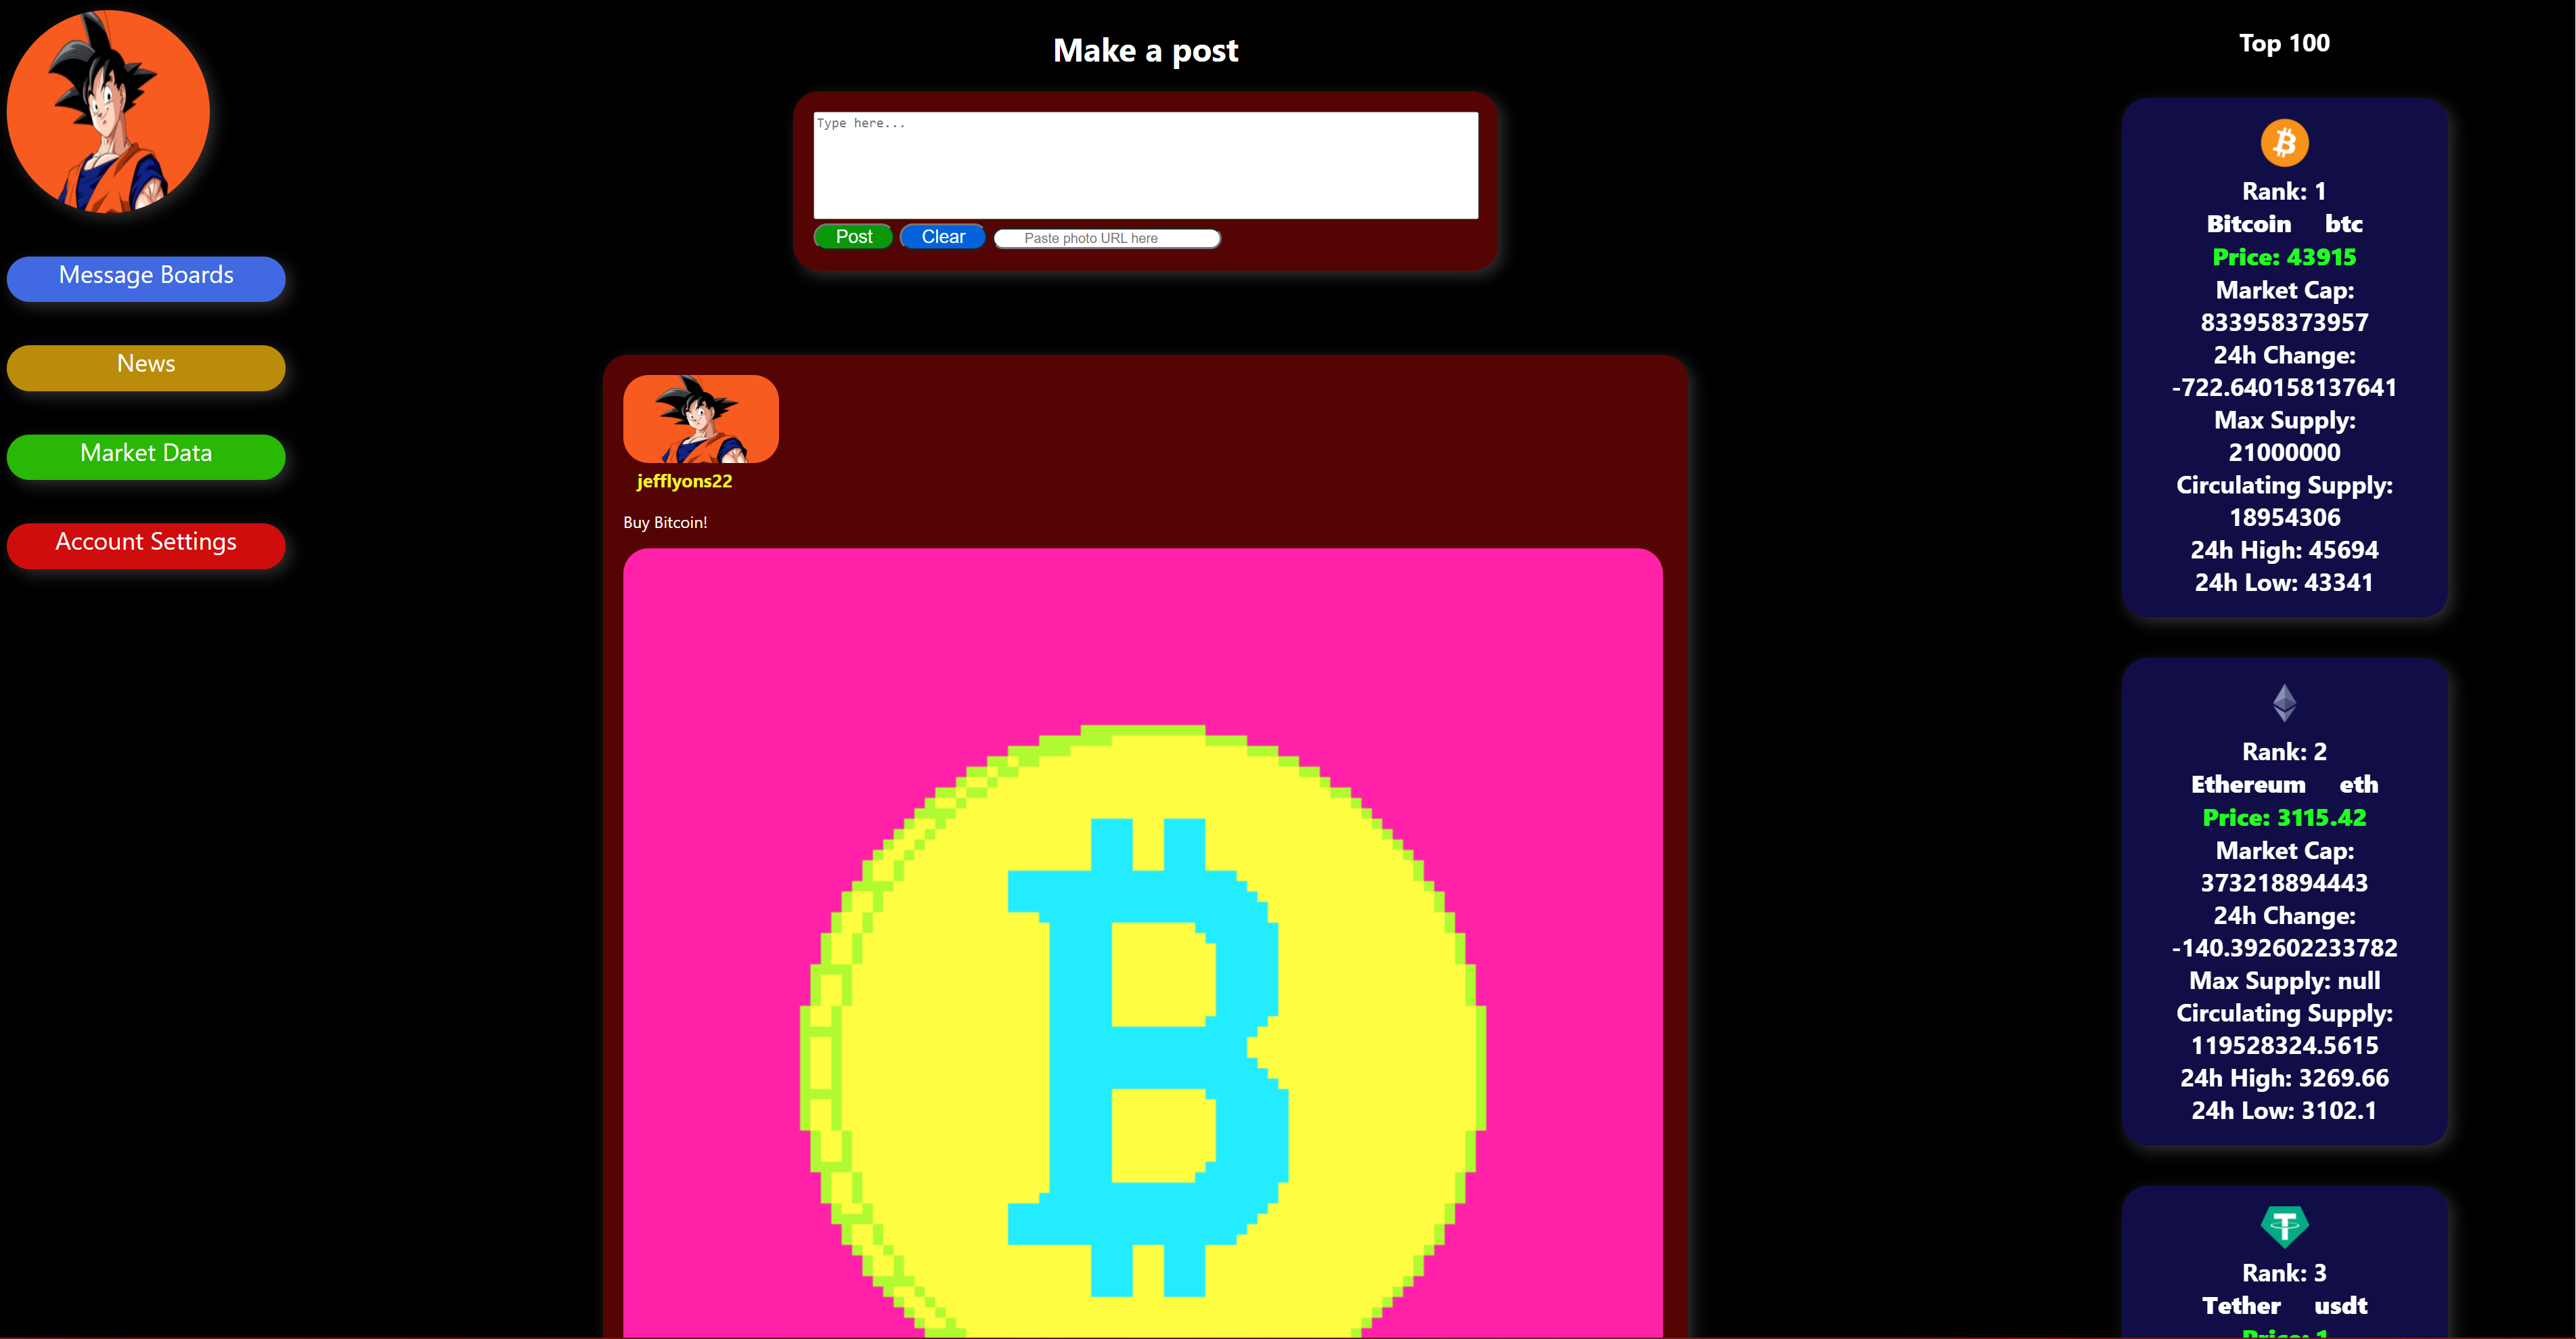 Message Boards
News
Market Data
Account Settings
Make a post
Type here...
Post Clear Paste photo URL here
jefflyons22
Buy Bitcoin!
Top 100
Rank: 1
Bitcoin btc
Price: 43915
Market Cap:
833958373957
24h Change:
-722.640158137641
Max Supply:
21000000
Circulating Supply:
18954306
24h High: 45694
24h Low: 43341
Rank: 2
Ethereum eth
Price: 3115.42
Market Cap:
373218894443
24h Change:
-140.392602233782
Max Supply: null
Circulating Supply:
119528324.5615
24h High: 3269.66
24h Low: 3102.1
Rank: 3
Tether usdt
Price: 1